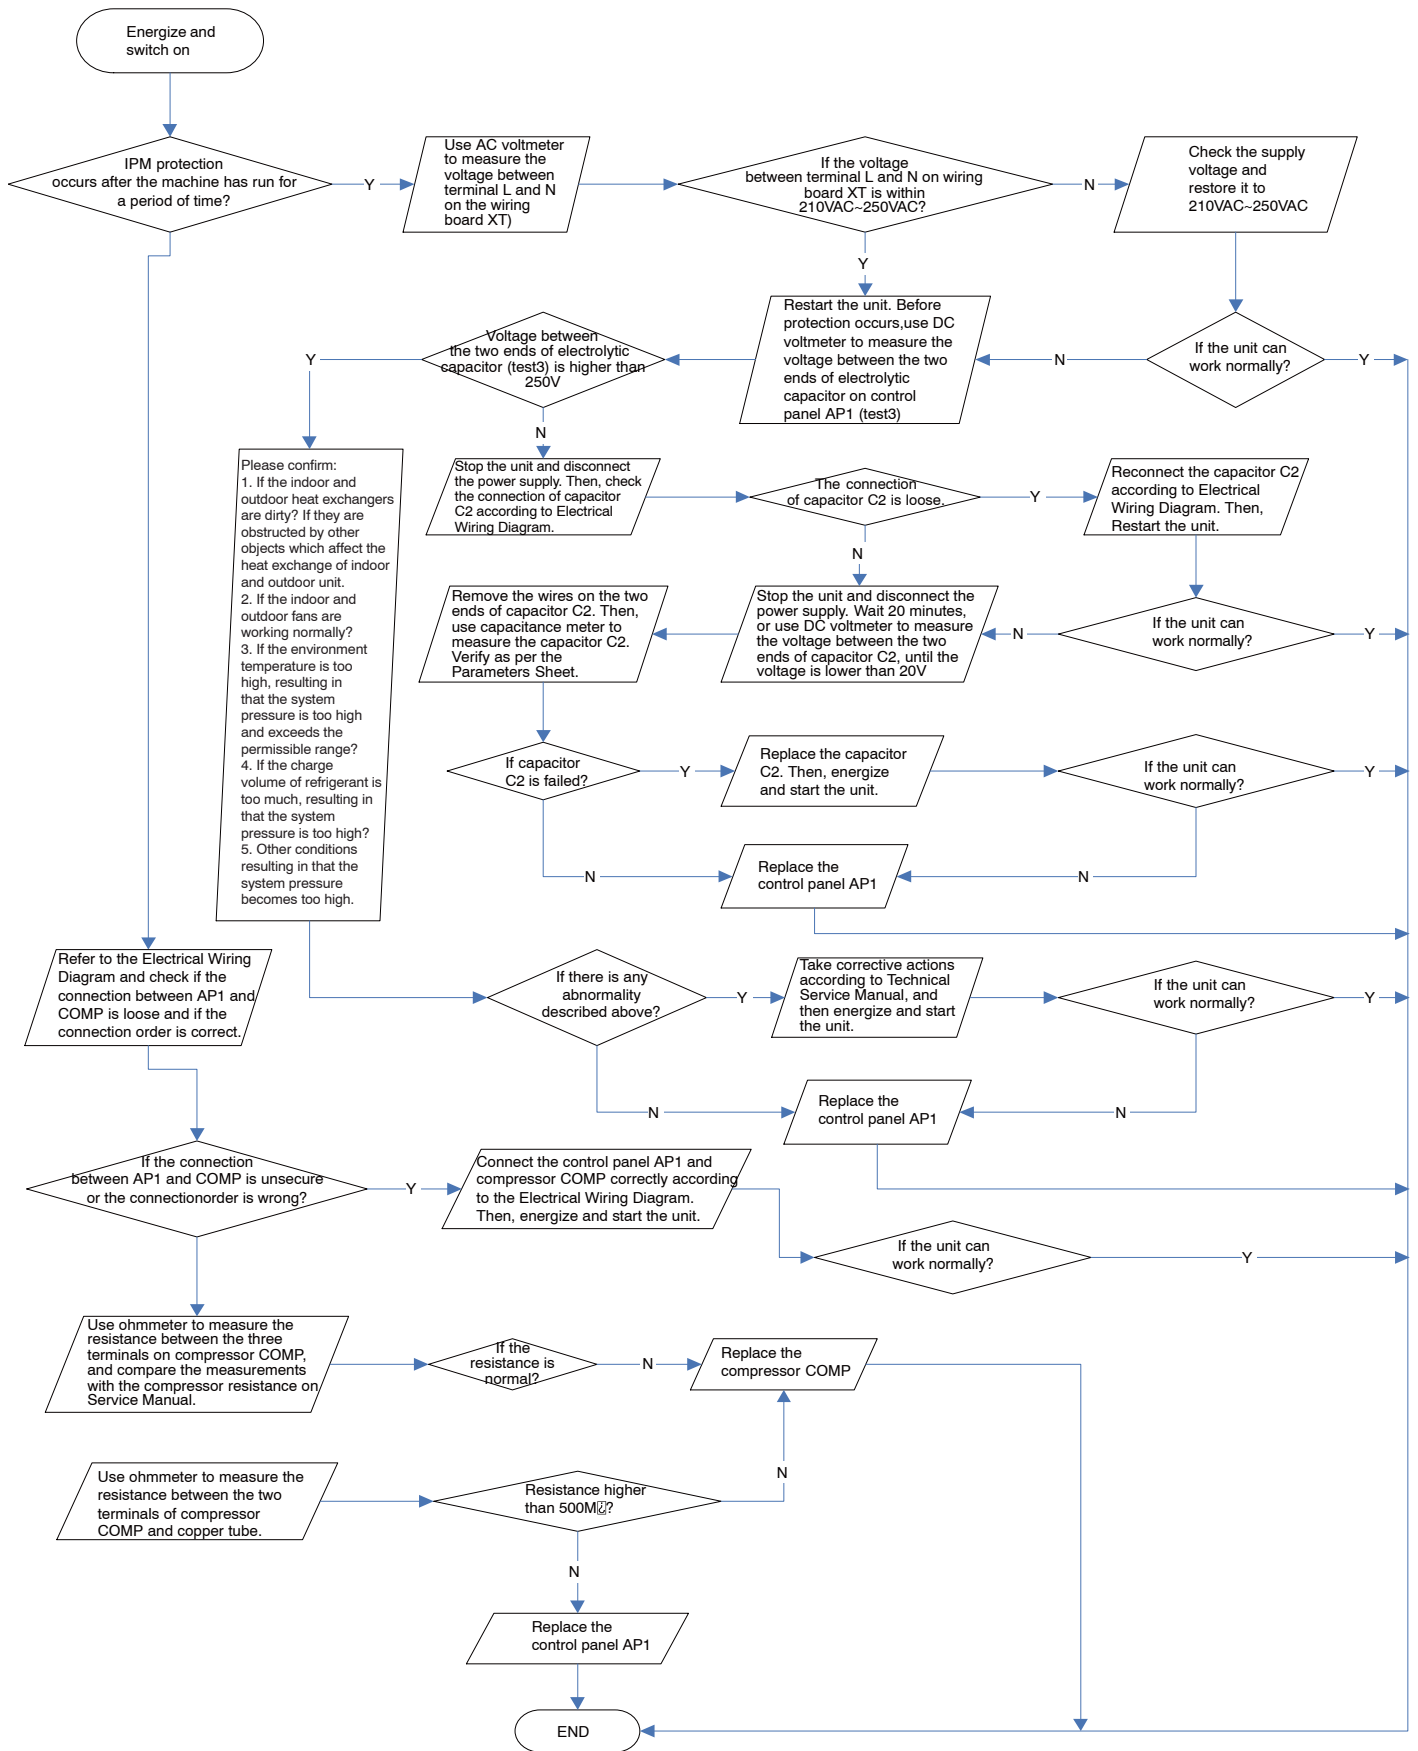 Energize and
switch on
IPM protection
occurs after the machine has run for
a period of time?
Y
Use AC voltmeter
to measure the
voltage between
terminal L and N
on the wiring
board XT)
If the voltage
between terminal L and N on wiring
board XT is within
210VAC~250VAC?
N
Check the supply
voltage and
restore it to
210VAC~250VAC
Y
Y
Voltage between
the two ends of electrolytic
capacitor (test3) is higher than
250V
Restart the unit. Before
protection occurs,use DC
voltmeter to measure the
voltage between the two
ends of electrolytic
capacitor on control
panel AP1 (test3)
N
If the unit can
work normally?
Y
N
Please confirm:
1. If the indoor and
outdoor heat exchangers
are dirty? If they are
obstructed by other
objects which affect the
heat exchange of indoor
and outdoor unit.
2. If the indoor and
outdoor fans are
working normally?
3. If the environment
temperature is too
high, resulting in
that the system
pressure is too high
and exceeds the
permissible range?
4. If the charge
volume of refrigerant is
too much, resulting in
that the system
pressure is too high?
5. Other conditions
resulting in that the
system pressure
becomes too high.
Stop the unit and disconnect
the power supply. Then, check
the connection of capacitor
C2 according to Electrical
Wiring Diagram.
The connection
of capacitor C2 is loose.
Y
Reconnect the capacitor C2
according to Electrical
Wiring Diagram. Then,
Restart the unit.
N
Remove the wires on the two
ends of capacitor C2. Then,
use capacitance meter to
measure the capacitor C2.
Verify as per the
Parameters Sheet.
Stop the unit and disconnect the
power supply. Wait 20 minutes,
or use DC voltmeter to measure
the voltage between the two
ends of capacitor C2, until the
voltage is lower than 20V
N
If the unit can
work normally?
Y
If capacitor
C2 is failed?
Y
Replace the capacitor
C2. Then, energize
and start the unit.
If the unit can
work normally?
Y
N
Replace the
control panel AP1
N
Refer to the Electrical Wiring
Diagram and check if the
connection between AP1 and
COMP is loose and if the
connection order is correct.
If there is any
abnormality
described above?
Y
Take corrective actions
according to Technical
Service Manual, and
then energize and start
the unit.
If the unit can
work normally?
Y
N
Replace the
control panel AP1
N
If the connection
between AP1 and COMP is unsecure
or the connectionorder is wrong?
Y
Connect the control panel AP1 and
compressor COMP correctly according
to the Electrical Wiring Diagram.
Then, energize and start the unit.
If the unit can
work normally?
Y
Use ohmmeter to measure the
resistance between the three
terminals on compressor COMP,
and compare the measurements
with the compressor resistance on
Service Manual.
If the
resistance is
normal?
N
Replace the
compressor COMP
N
Use ohmmeter to measure the
resistance between the two
terminals of compressor
COMP and copper tube.
Resistance higher
than 500M?
N
Replace the
control panel AP1
END